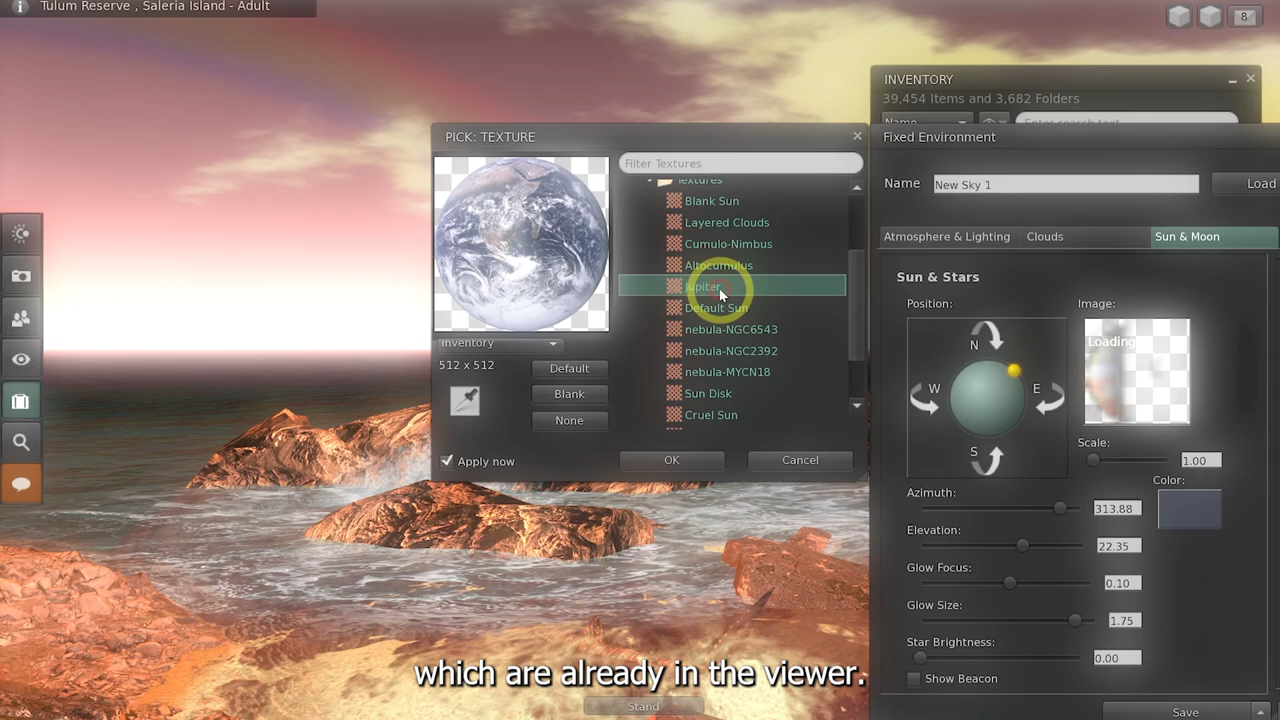 Tulum Reserve , Saleria Island - Adult
8
INVENTORY
39,454 Items and 3,682 Folders
Name
Enter search text
PICK: TEXTURE
Filter Textures
Textures
Blank Sun
Layered Clouds
Cumulo-Nimbus
Altocumulus
Jupiter
Default Sun
nebula-NGC6543
nebula-NGC2392
nebula-MYCN18
Sun Disk
Cruel Sun
Inventory
512 x 512
Default
Blank
None
Apply now
OK
Cancel
Fixed Environment
Name
New Sky 1
Load
Atmosphere & Lighting
Clouds
Sun & Moon
Sun & Stars
Position:
Image:
N
W
E
S
Loading
Scale:
1.00
Color:
Azimuth:
313.88
Elevation:
22.35
Glow Focus:
0.10
Glow Size:
1.75
Star Brightness:
0.00
Show Beacon
Save
which are already in the viewer.
Stand